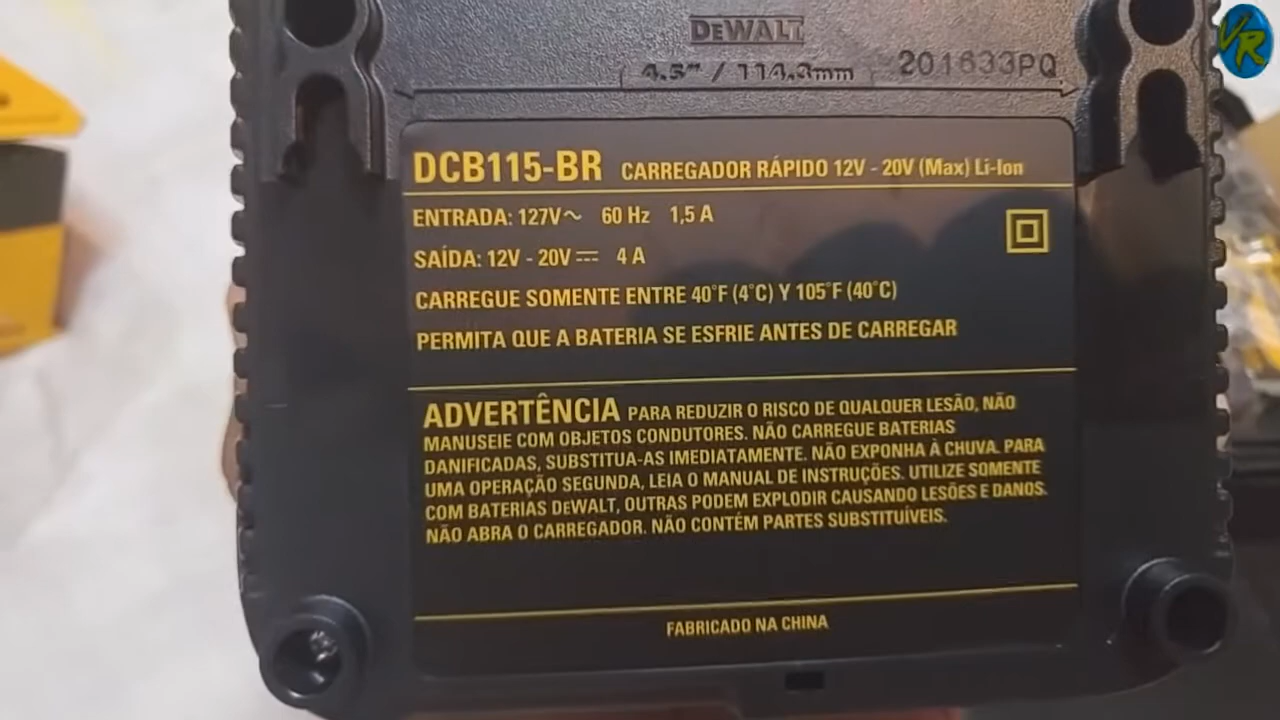 VR
DEWALT
4.5" / 114.3mm
201633PQ
DCB115-BR CARREGADOR RÁPIDO 12V - 20V (Max) Li-Ion
ENTRADA: 127V~ 60 Hz 1,5 A
SAÍDA: 12V - 20V⎓ 4 A
CARREGUE SOMENTE ENTRE 40°F (4°C) Y 105°F (40°C)
PERMITA QUE A BATERIA SE ESFRIE ANTES DE CARREGAR
ADVERTÊNCIA PARA REDUZIR O RISCO DE QUALQUER LESÃO, NÃO
MANUSEIE COM OBJETOS CONDUTORES. NÃO CARREGUE BATERIAS
DANIFICADAS, SUBSTITUA-AS IMEDIATAMENTE. NÃO EXPONHA À CHUVA. PARA
UMA OPERAÇÃO SEGUNDA, LEIA O MANUAL DE INSTRUÇÕES. UTILIZE SOMENTE
COM BATERIAS DEWALT, OUTRAS PODEM EXPLODIR CAUSANDO LESÕES E DANOS.
NÃO ABRA O CARREGADOR. NÃO CONTÉM PARTES SUBSTITUÍVEIS.
FABRICADO NA CHINA